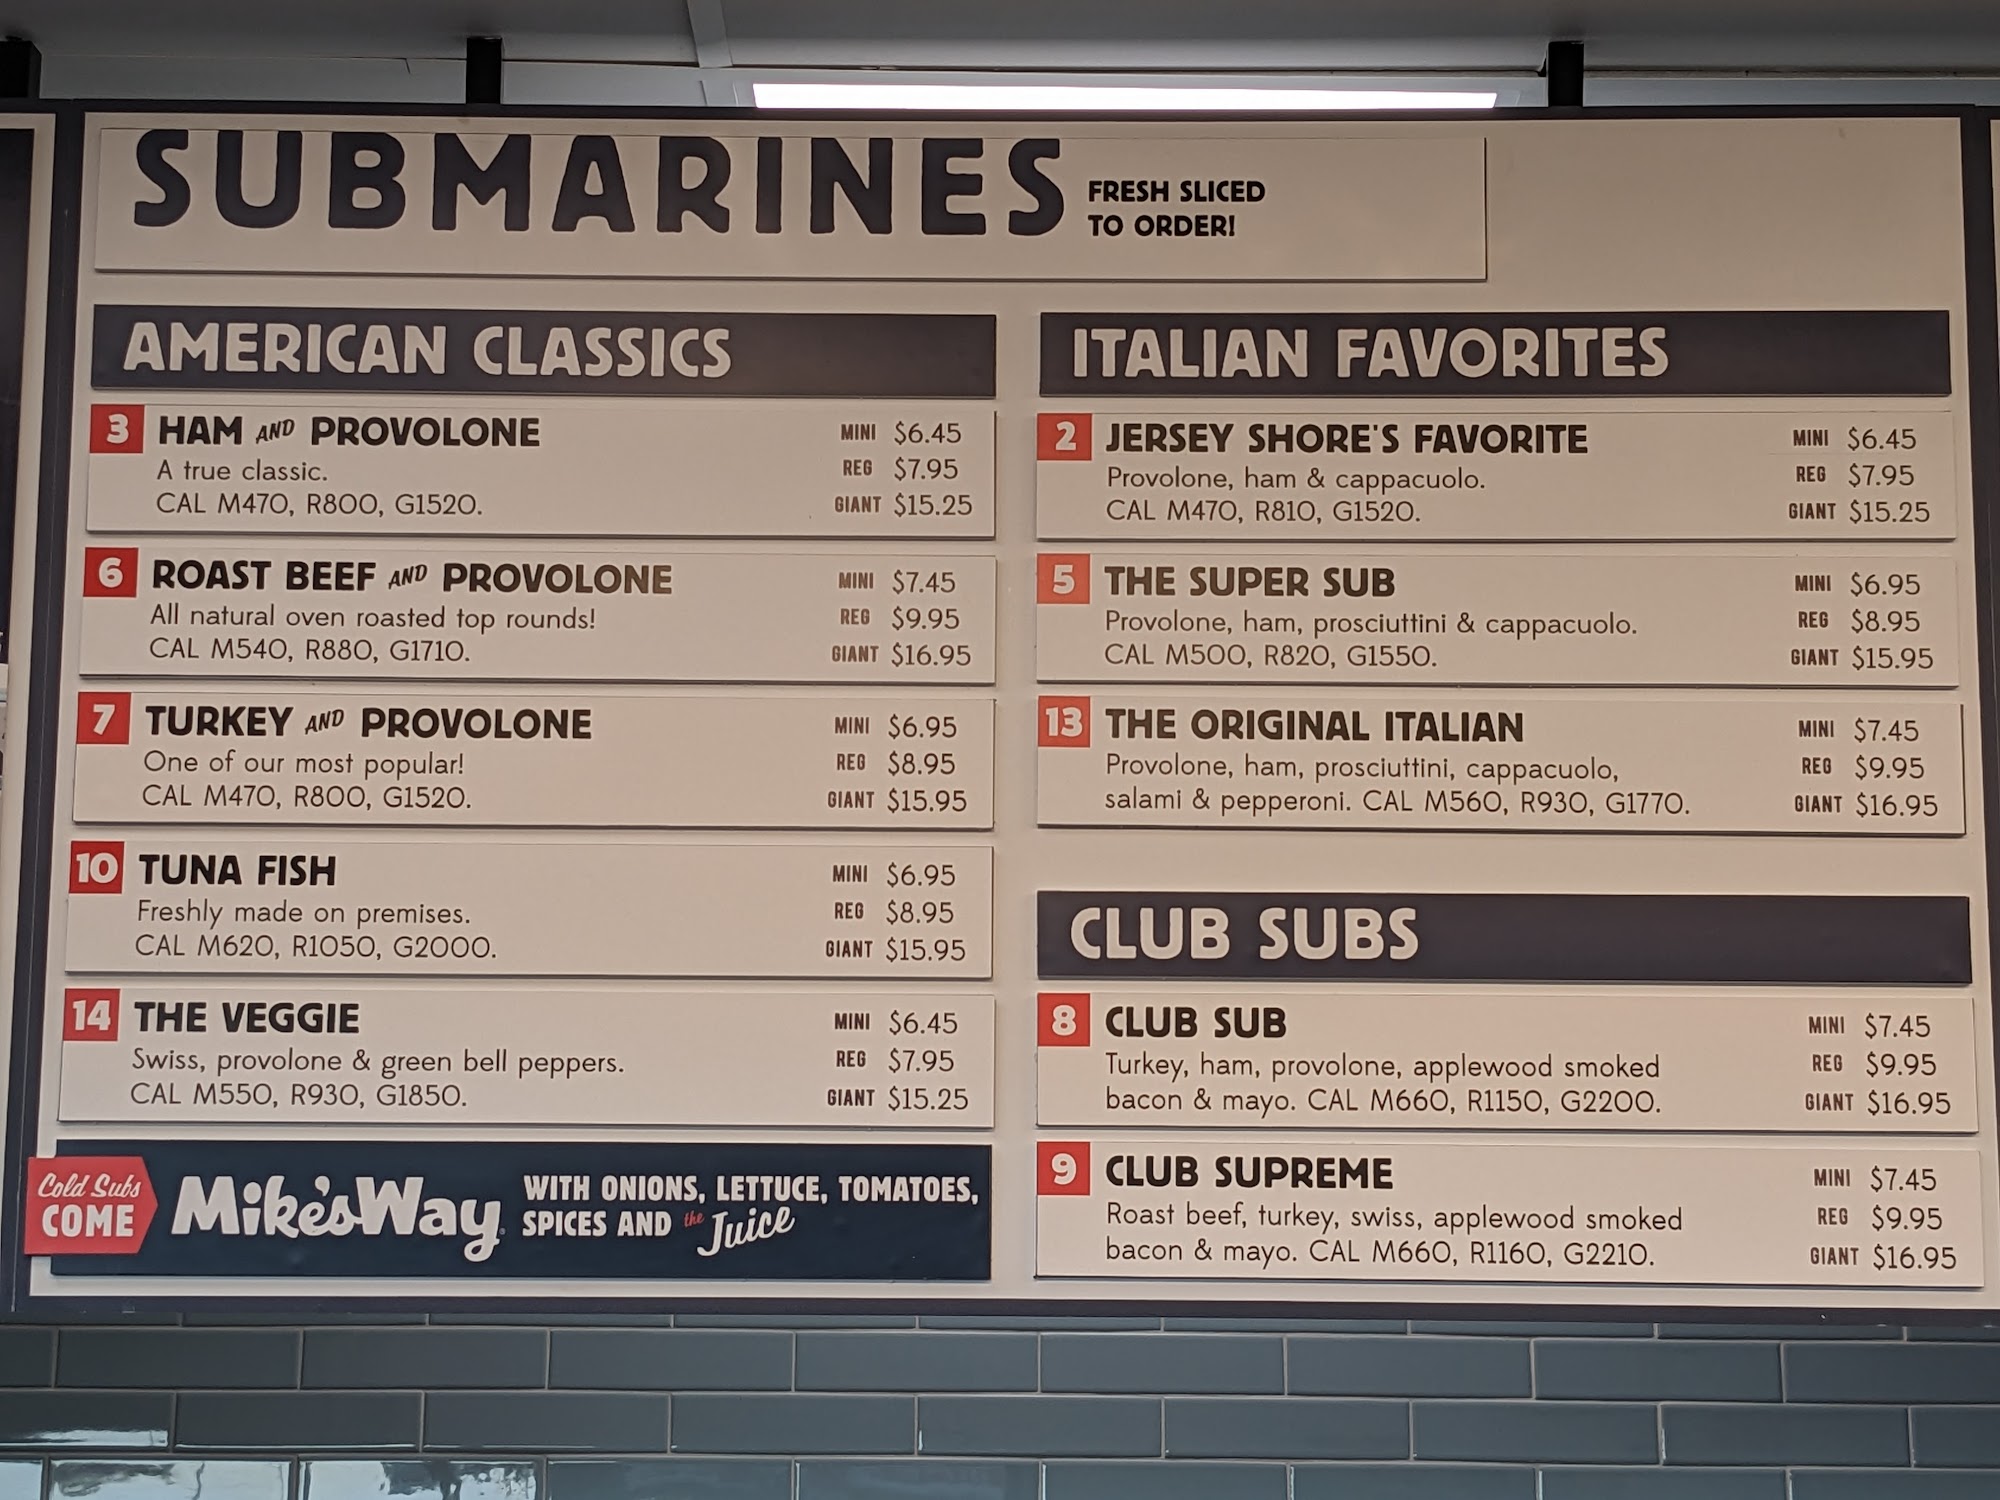 SUBMARINES
FRESH SLICED
TO ORDER!
AMERICAN CLASSICS
3 HAM AND PROVOLONE MINI $6.45
A true classic. REG $7.95
CAL M470, R800, G1520. GIANT $15.25
6 ROAST BEEF AND PROVOLONE MINI $7.45
All natural oven roasted top rounds! REG $9.95
CAL M540, R880, G1710. GIANT $16.95
7 TURKEY AND PROVOLONE MINI $6.95
One of our most popular! REG $8.95
CAL M470, R800, G1520. GIANT $15.95
10 TUNA FISH MINI $6.95
Freshly made on premises. REG $8.95
CAL M620, R1050, G2000. GIANT $15.95
14 THE VEGGIE MINI $6.45
Swiss, provolone & green bell peppers. REG $7.95
CAL M550, R930, G1850. GIANT $15.25
Cold Subs
COME
Mike's Way
WITH ONIONS, LETTUCE, TOMATOES,
SPICES AND the Juice
ITALIAN FAVORITES
2 JERSEY SHORE'S FAVORITE MINI $6.45
Provolone, ham & cappacuolo. REG $7.95
CAL M470, R810, G1520. GIANT $15.25
5 THE SUPER SUB MINI $6.95
Provolone, ham, prosciuttini & cappacuolo. REG $8.95
CAL M500, R820, G1550. GIANT $15.95
13 THE ORIGINAL ITALIAN MINI $7.45
Provolone, ham, prosciuttini, cappacuolo, REG $9.95
salami & pepperoni. CAL M560, R930, G1770. GIANT $16.95
CLUB SUBS
8 CLUB SUB MINI $7.45
Turkey, ham, provolone, applewood smoked REG $9.95
bacon & mayo. CAL M660, R1150, G2200. GIANT $16.95
9 CLUB SUPREME MINI $7.45
Roast beef, turkey, swiss, applewood smoked REG $9.95
bacon & mayo. CAL M660, R1160, G2210. GIANT $16.95